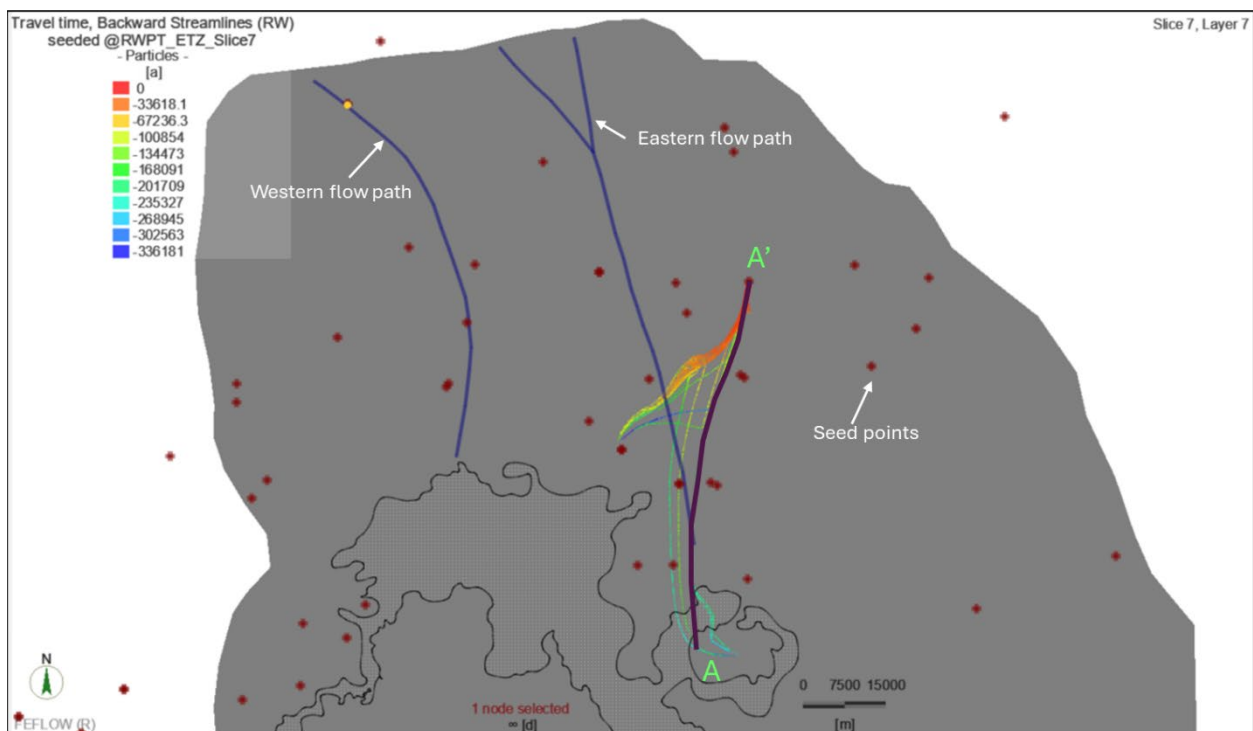 Travel time, Backward Streamlines (RW)
seeded @RWPT_ETZ_Slice7
- Particles -
[a]
0
-33618.1
-67236.3
-100854
-134473
-168091
-201709
-235327
-268945
-302563
-336181
Slice 7, Layer 7
Eastern flow path
Western flow path
A'
Seed points
A
N
0 7500 15000
[m]
1 node selected
∞ [d]
FEFLOW (R)